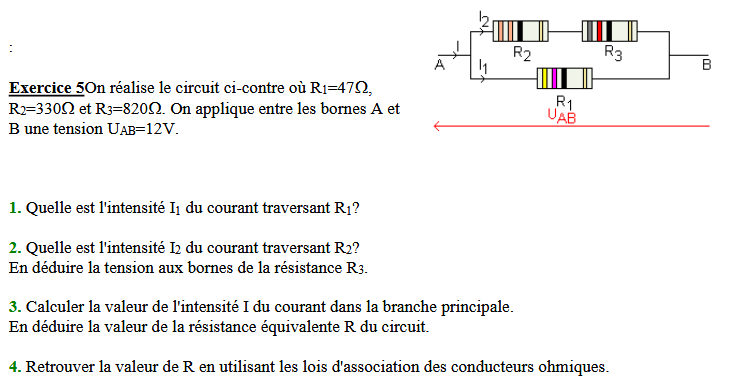 :
Exercice 5On réalise le circuit ci-contre où R1=47Ω,
R2=330Ω et R3=820Ω. On applique entre les bornes A et
B une tension UAB=12V.
I2
I
A
R2
R3
I1
B
R1
UAB
1. Quelle est l'intensité I1 du courant traversant R1?
2. Quelle est l'intensité I2 du courant traversant R2?
En déduire la tension aux bornes de la résistance R3.
3. Calculer la valeur de l'intensité I du courant dans la branche principale.
En déduire la valeur de la résistance équivalente R du circuit.
4. Retrouver la valeur de R en utilisant les lois d'association des conducteurs ohmiques.